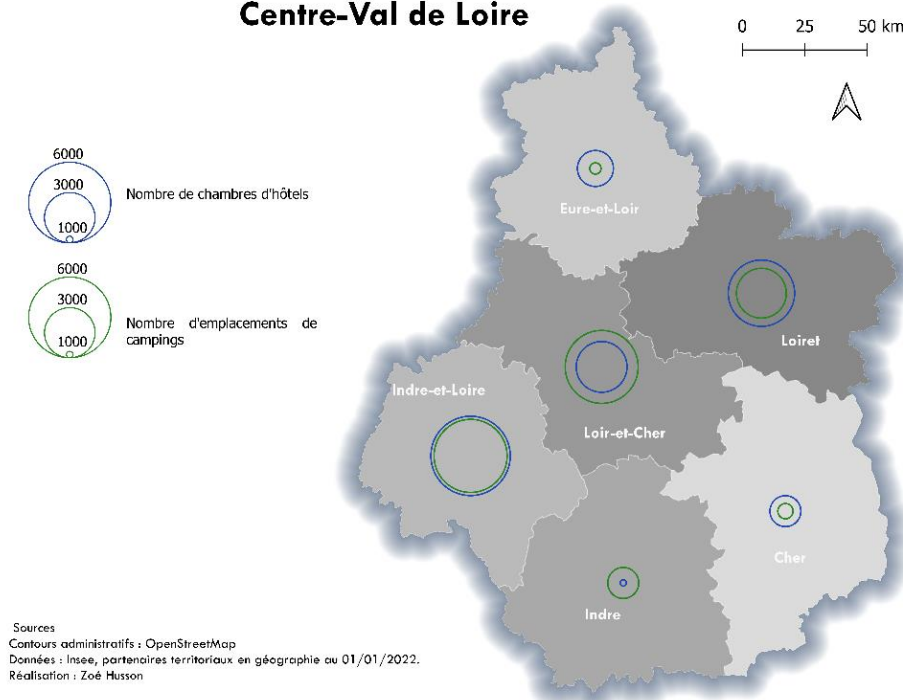 Centre-Val de Loire
0 25 50 km
6000
3000
1000
Nombre de chambres d'hôtels
6000
3000
1000
Nombre d'emplacements de
campings
Eure-et-Loir
Loiret
Indre-et-Loire
Loir-et-Cher
Cher
Indre
Sources
Contours administratifs : OpenStreetMap
Données : Insee, partenaires territoriaux en géographie au 01/01/2022.
Réalisation : Zoé Husson